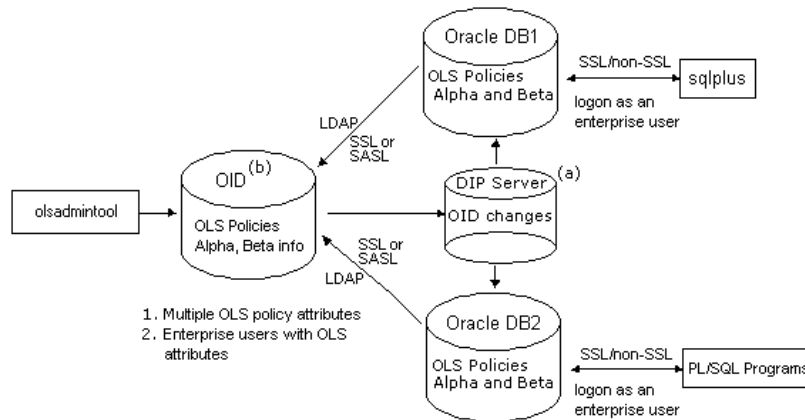 Oracle DB1
OLS Policies
Alpha and Beta
SSL/non-SSL
sqlplus
logon as an
enterprise user
LDAP
SSL or
SASL
OID (b)
OLS Policies
Alpha, Beta info
olsadmintool
DIP Server (a)
OID changes
SSL or
SASL
LDAP
1. Multiple OLS policy attributes
2. Enterprise users with OLS
attributes
Oracle DB2
OLS Policies
Alpha and Beta
SSL/non-SSL
PL/SQL Programs
logon as an
enterprise user